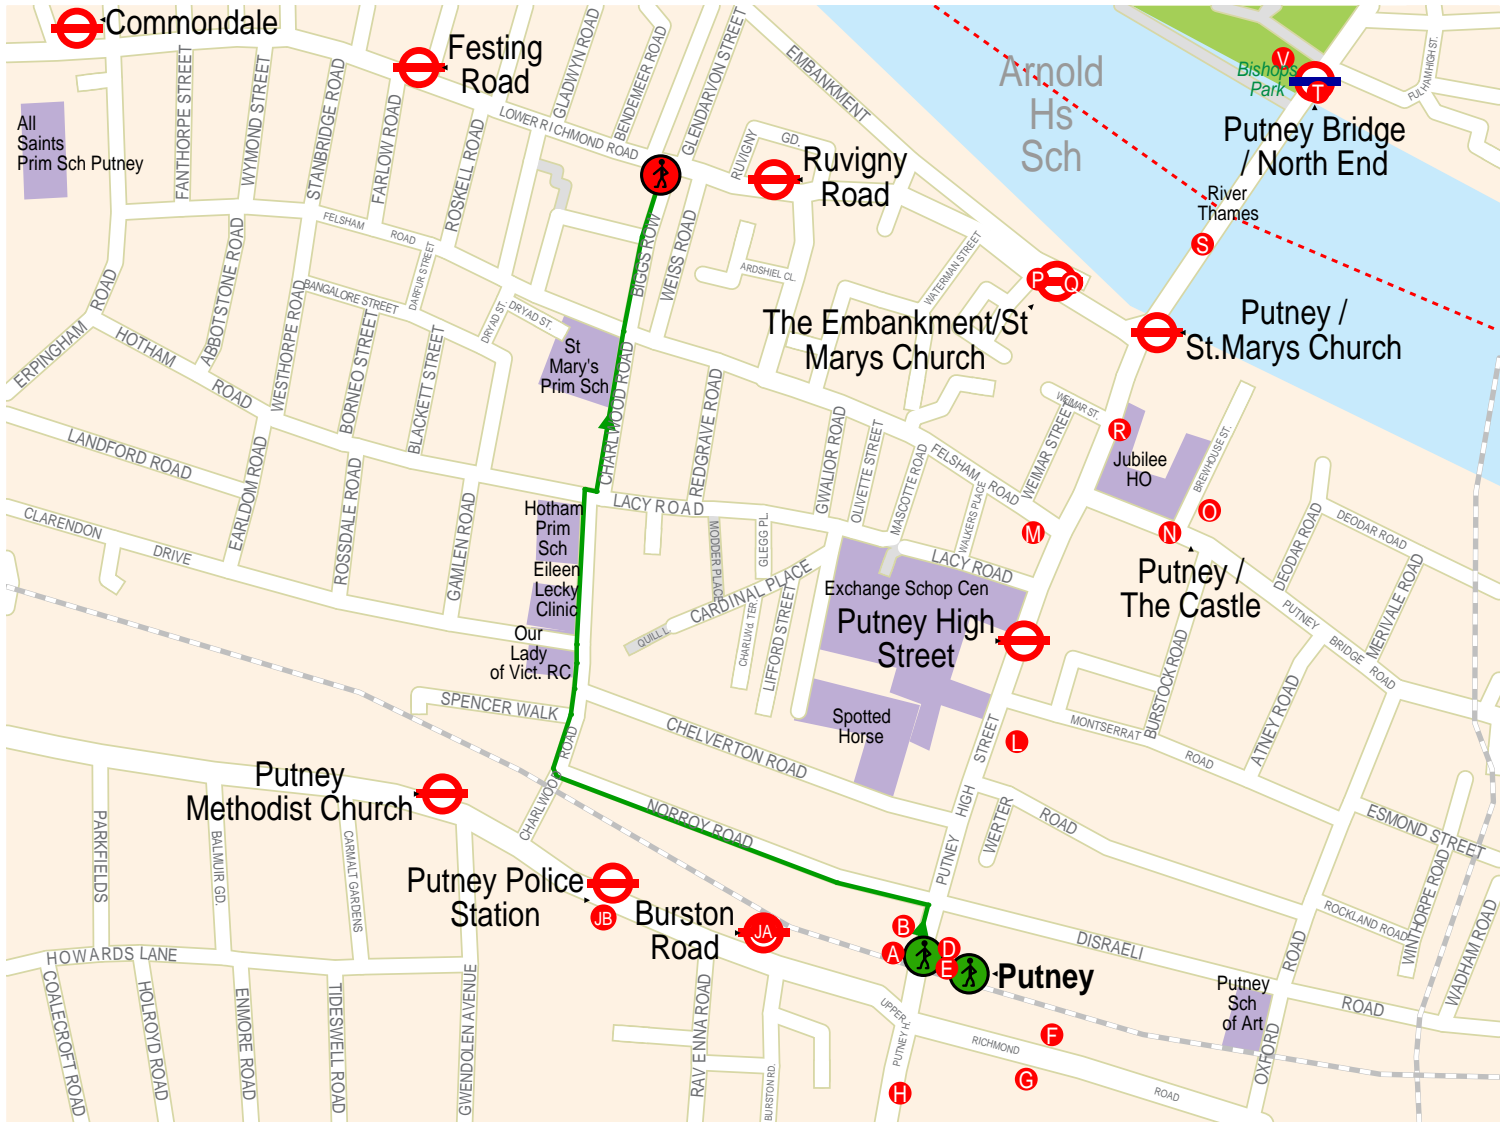 Commondale
Festing
Road
All
Saints
Prim Sch Putney
FANTHORPE STREET
WYMOND STREET
STANBRIDGE ROAD
FARLOW ROAD
ROSKELL ROAD
GLADWYN ROAD
BENDEMEER ROAD
GLENDARVON STREET
LOWER RICHMOND ROAD
EMBANKMENT
RUVIGNY
GD.
Ruvigny
Road
Arnold
Hs
Sch
Bishops
Park
V
T
FULHAM HIGH ST.
Putney Bridge
/ North End
River
Thames
S
FELSHAM
ROAD
ABBOTSTONE ROAD
WESTHORPE ROAD
BANGALORE STREET
DARFUR STREET
BIGGS ROW
WEISS ROAD
ARDSHIEL CL.
WATERMAN STREET
P
Q
The Embankment/St
Marys Church
Putney /
St.Marys Church
ERPINGHAM
ROAD
HOTHAM
ROAD
BORNEO STREET
BLACKETT STREET
DRYAD ST.
DRYAD ST.
St
Mary's
Prim Sch
CHARLWOOD ROAD
REDGRAVE ROAD
GWALIOR ROAD
OLIVETTE STREET
MASCOTTE ROAD
FELSHAM
ROAD
WALKERS PLACE
WEIMAR STREET
WEIMAR ST.
R
Jubilee
HO
BREWHOUSE ST.
O
N
M
LANDFORD ROAD
CLARENDON
DRIVE
EARLDOM ROAD
ROSSDALE ROAD
GAMLEN ROAD
Hotham
Prim
Sch
Eileen
Lecky
Clinic
Our
Lady
of Vict. RC
LACY ROAD
MODDER PLACE
GLEGG PL.
CARDINAL PLACE
QUILL L.
CHARLWd. TER.
LIFFORD STREET
LACY ROAD
Exchange Schop Cen
Putney High
Street
Putney /
The Castle
DEODAR ROAD
DEODAR ROAD
MERIVALE ROAD
PUTNEY
BRIDGE
ROAD
BURSTOCK ROAD
ATNEY ROAD
MONTSERRAT
ROAD
Spotted
Horse
SPENCER WALK
CHELVERTON ROAD
L
STREET
HIGH
PUTNEY
WERTER
ROAD
CHARLWOOD
ROAD
NORROY ROAD
Putney
Methodist Church
Putney Police
Station
JB
Burston
Road
JA
PARKFIELDS
BALMUIR GD.
CARMALT GARDENS
HOWARDS LANE
COALECROFT ROAD
HOLROYD ROAD
ENMORE ROAD
TIDESWELL ROAD
GWENDOLEN AVENUE
RAVENNA ROAD
BURSTON RD.
B
A
D
E
Putney
DISRAELI
ROAD
ESMOND STREET
ROCKLAND ROAD
WINTHORPE ROAD
WADHAM ROAD
Putney
Sch
of Art
OXFORD
ROAD
UPPER
RICHMOND
ROAD
PUTNEY H.
F
G
H